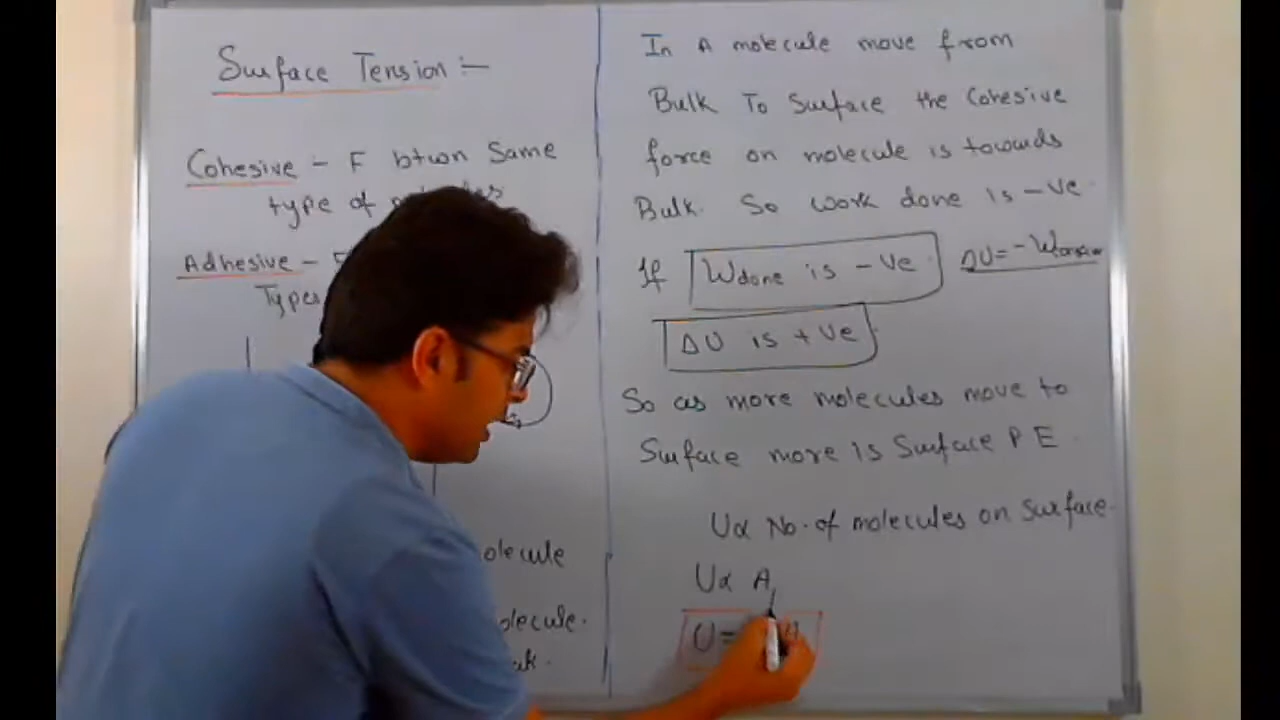 Surface Tension :-
Cohesive - F btwn Same
type of
Adhesive -
Types
olecule
olecule.
In A molecule move from
Bulk To Surface the Cohesive
force on molecule is towards
Bulk. So work done is -ve.
If Wdone is -ve. ΔU = -W
ΔU is +ve
So as more molecules move to
Surface more is Surface PE
U∝ No. of molecules on Surface.
U∝ A
U =